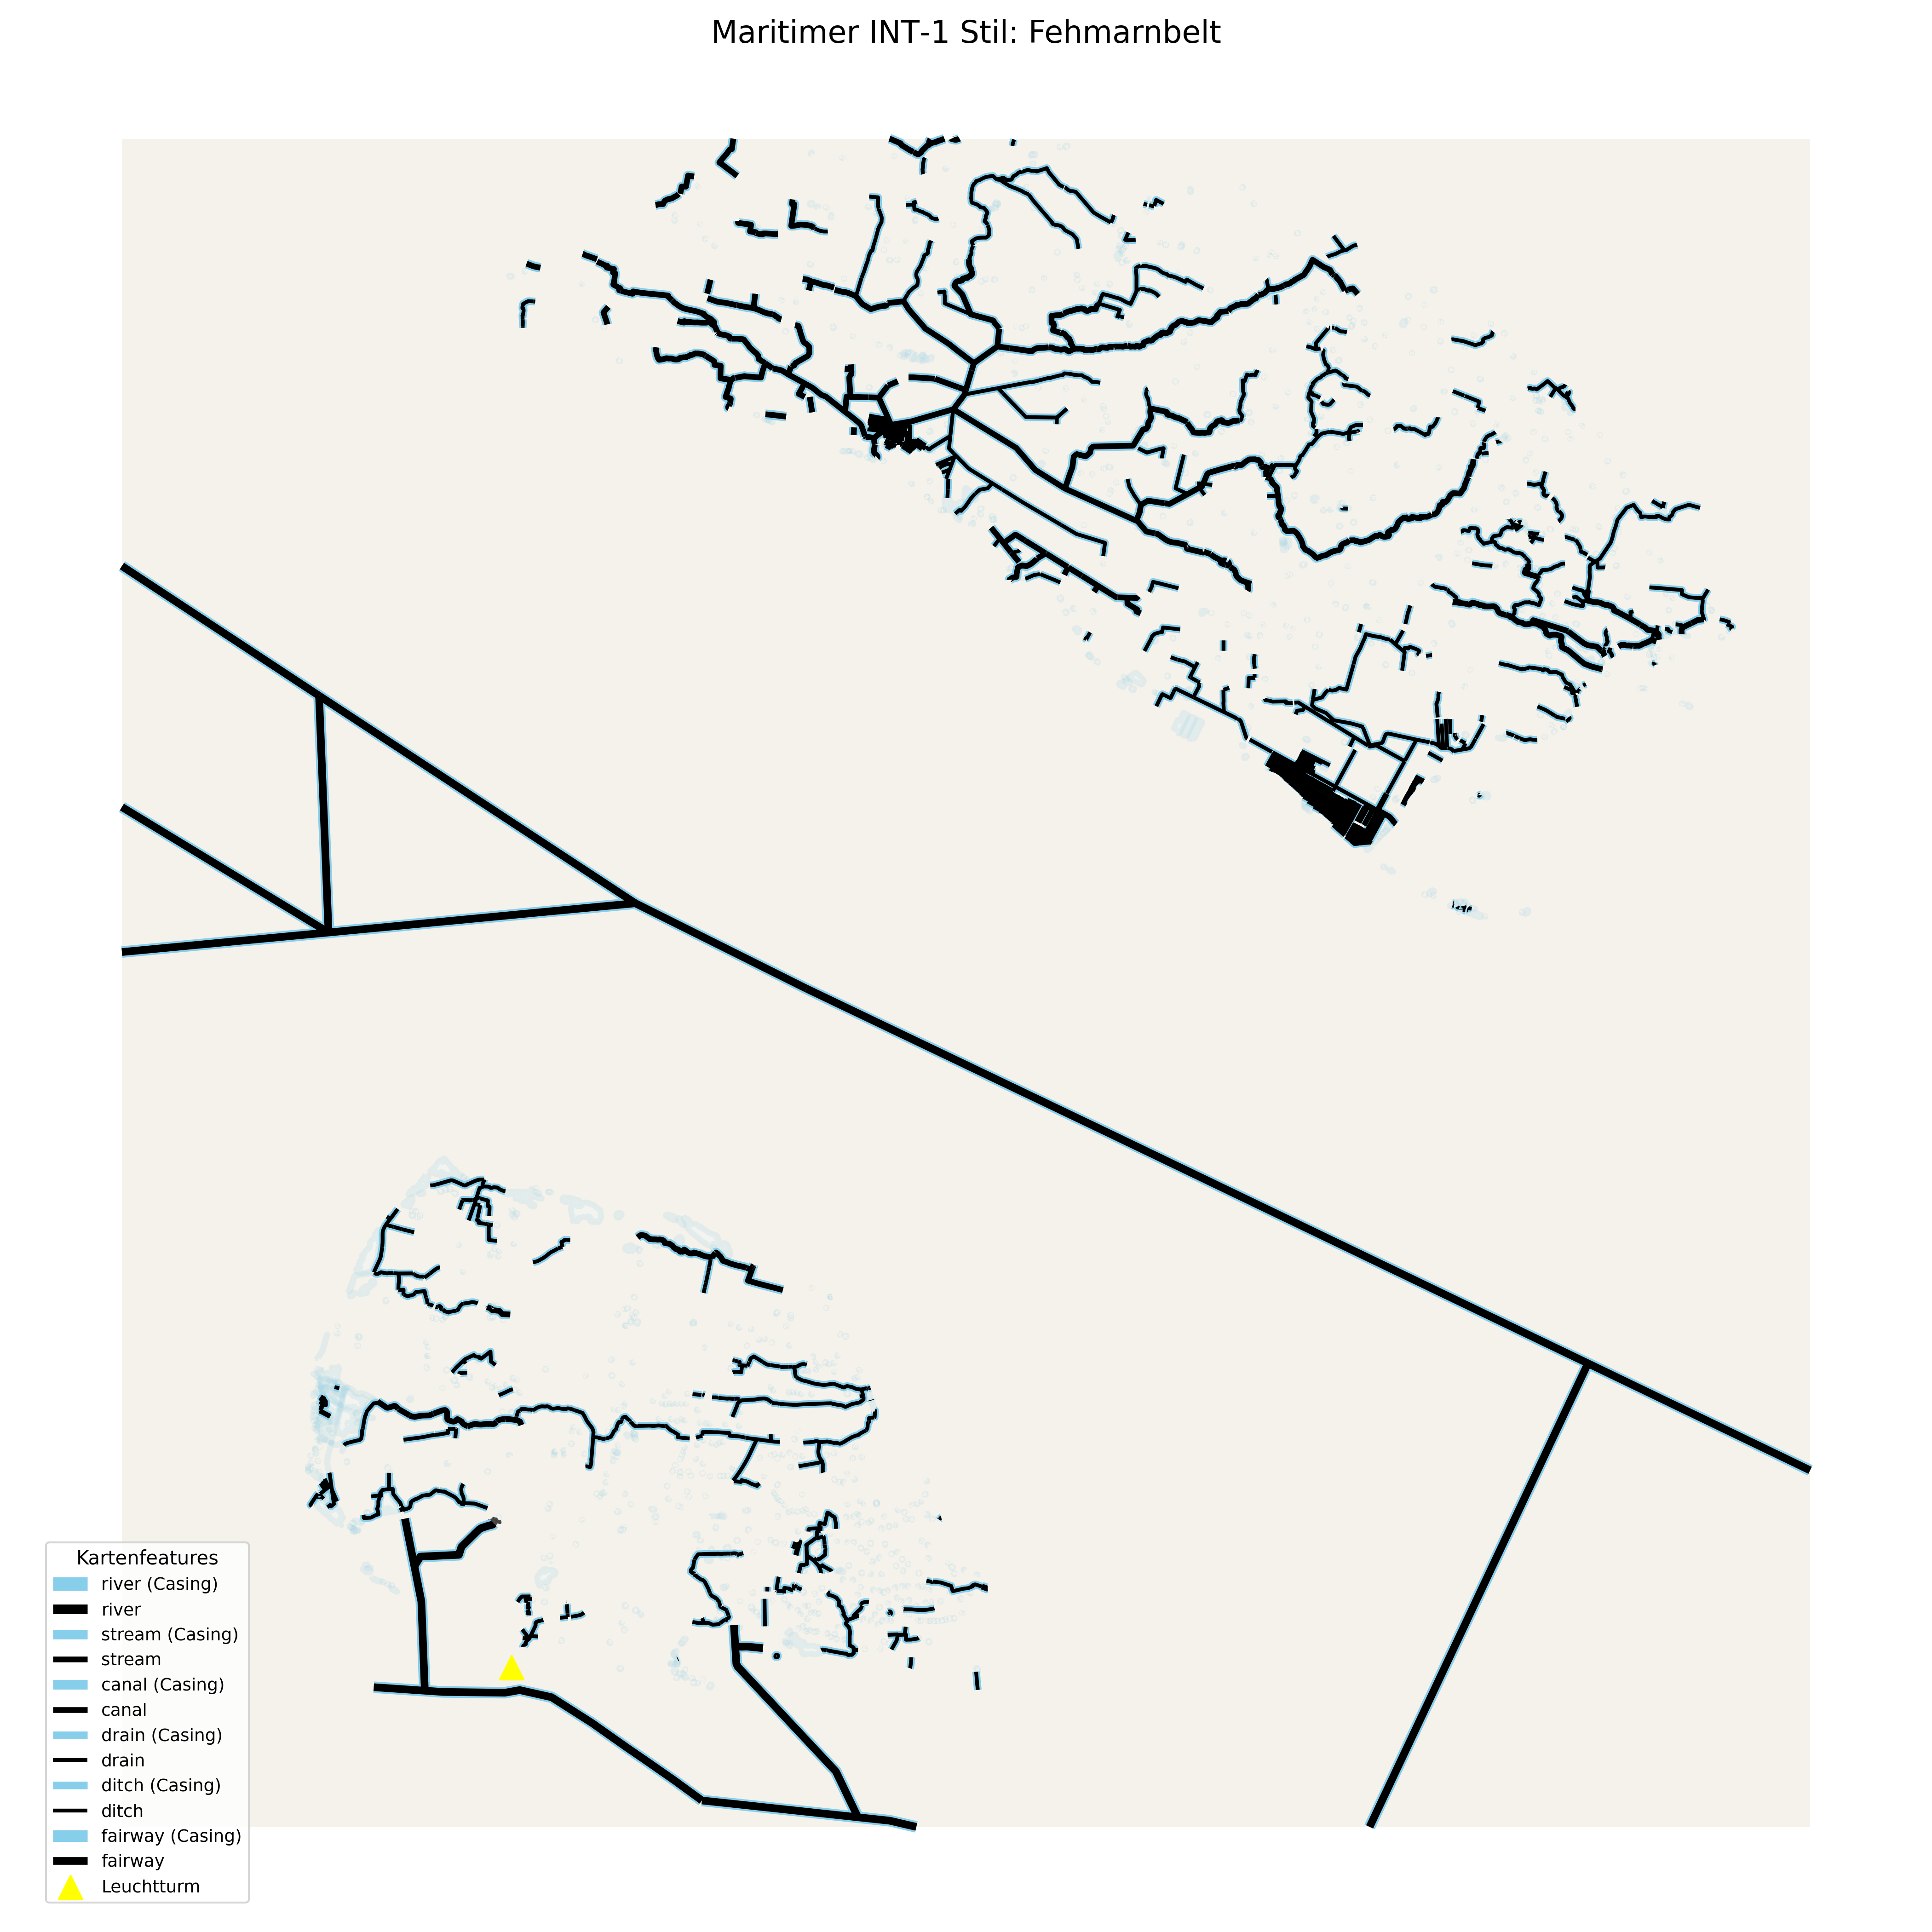 Maritimer INT-1 Stil: Fehmarnbelt
Kartenfeatures
river (Casing)
river
stream (Casing)
stream
canal (Casing)
canal
drain (Casing)
drain
ditch (Casing)
ditch
fairway (Casing)
fairway
Leuchtturm